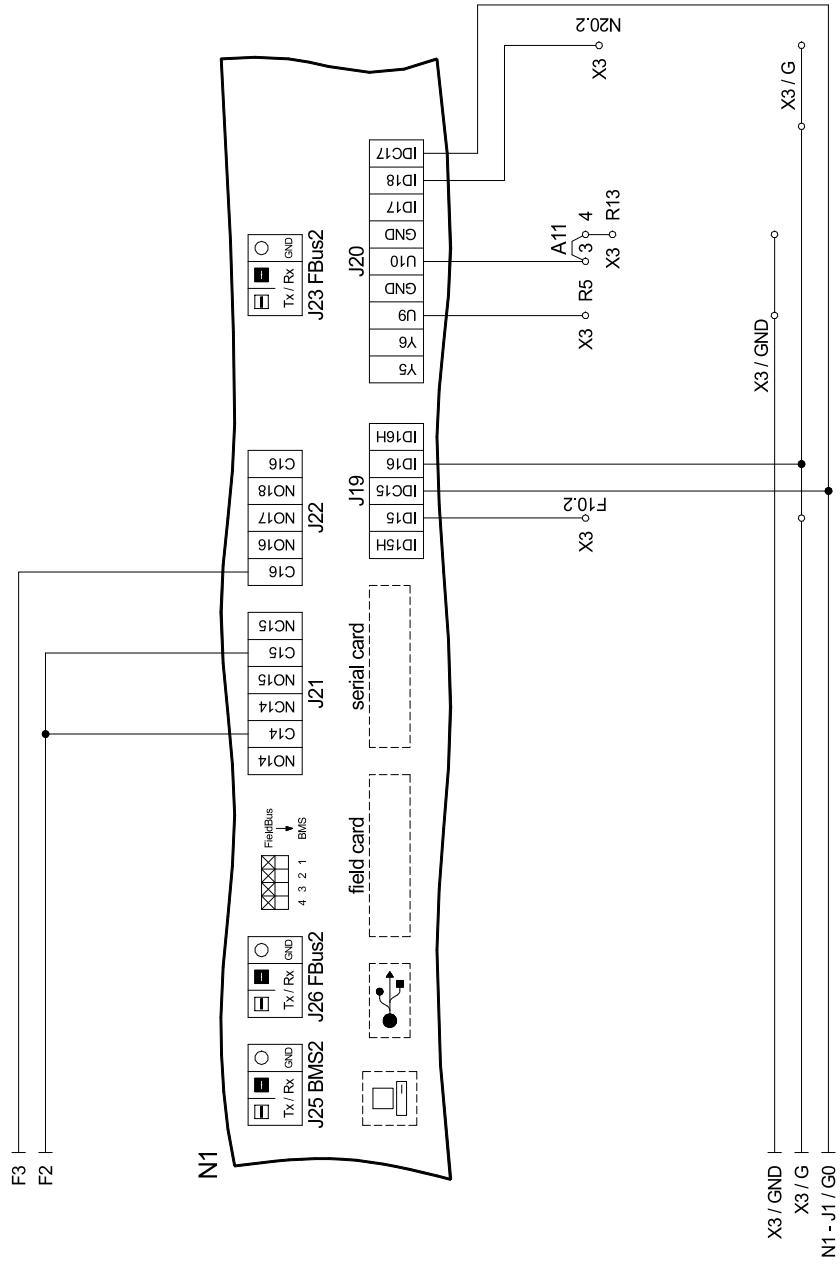 F3
F2
N1
Tx / Rx GND
J25 BMS2
Tx / Rx GND
J26 FBus2
FieldBus
BMS
4 3 2 1
NO14 C14 NC14 NO15 C15 NC15
J21
C16 NO16 NO17 NO18 C16
J22
Tx / Rx GND
J23 FBus2
field card
serial card
J19
ID15H ID15 IDC15 ID16 ID16H
J20
Y5 Y6 U9 GND U10 GND ID17 ID18 IDC17
X3 F10.2
X3 R5
A11
3 4
X3 R13
X3 N20.2
X3 / GND
X3 / G
X3 / GND
X3 / G
N1 - J1 / G0